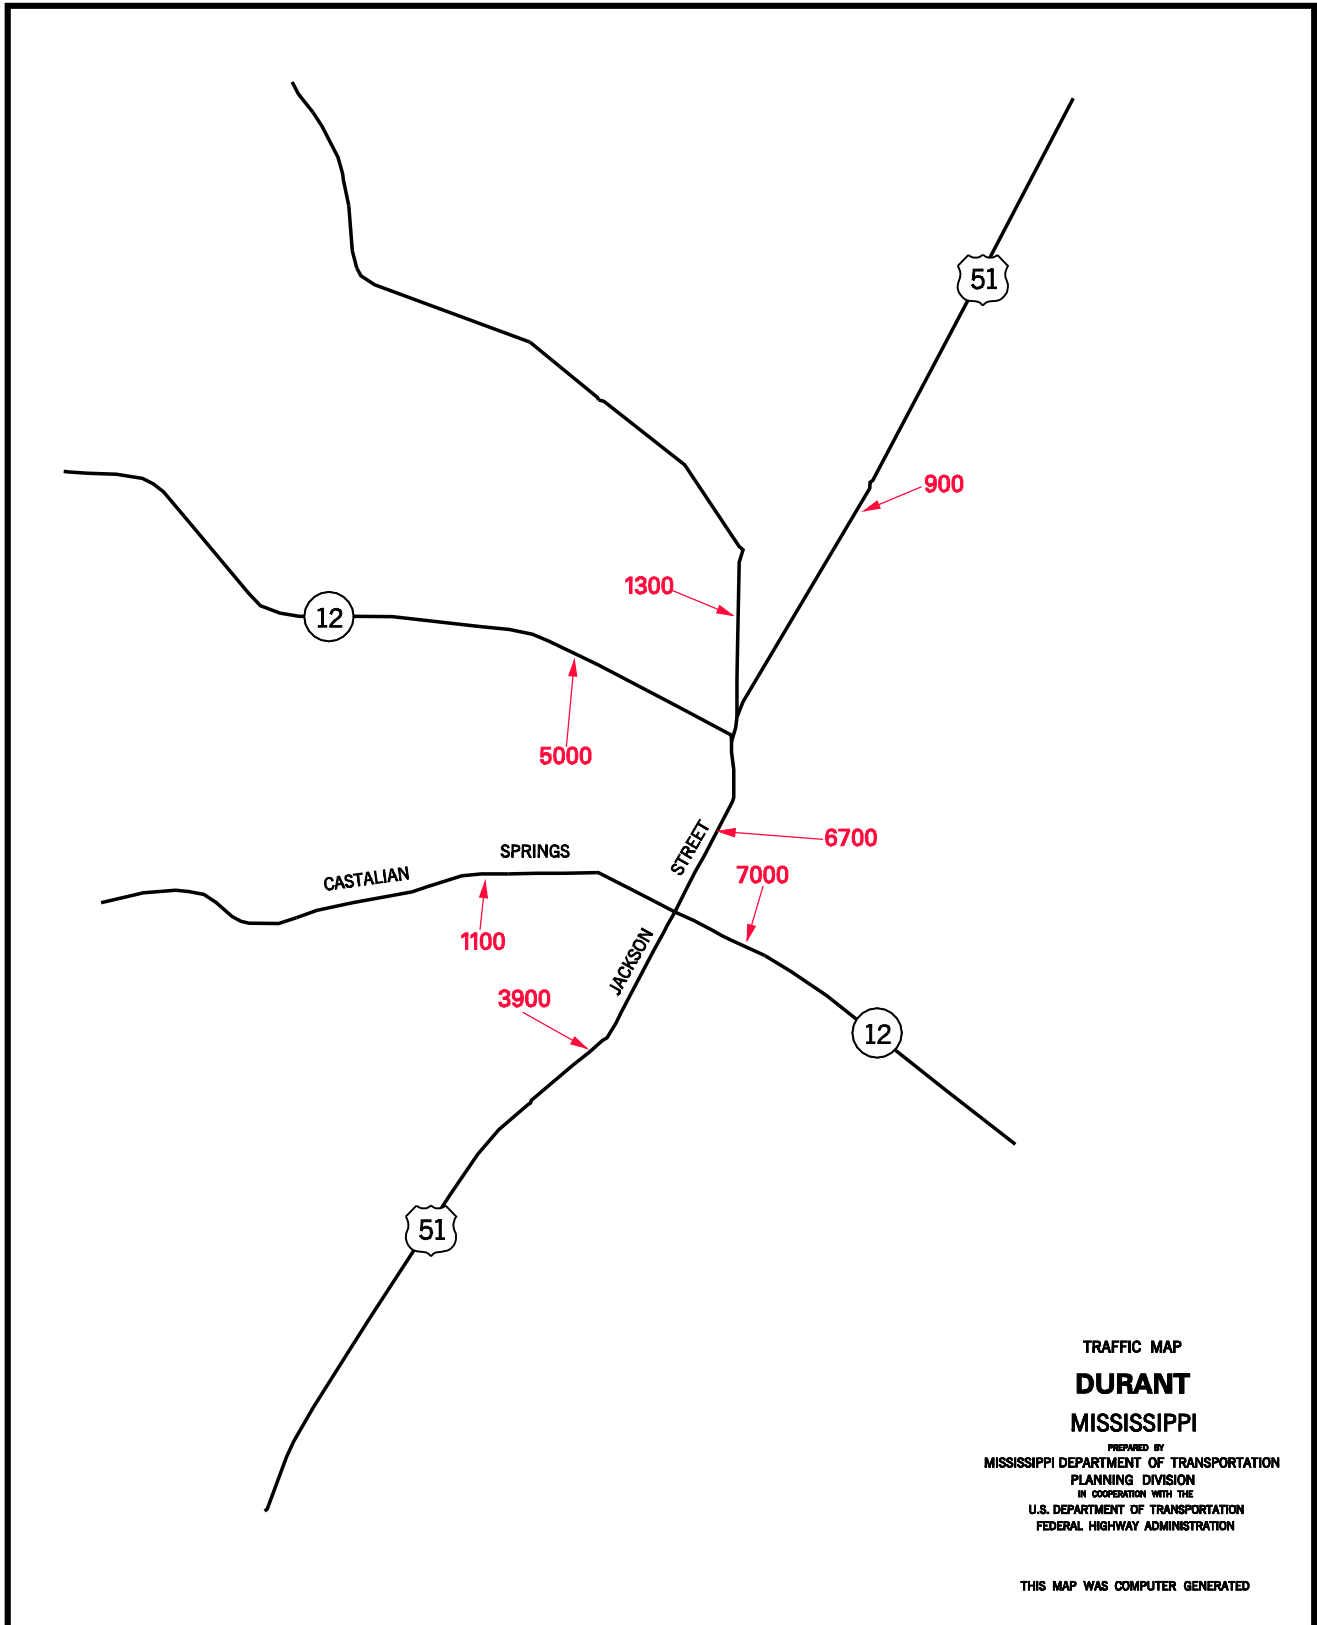 51
900
1300
12
5000
6700
STREET
SPRINGS
7000
CASTALIAN
1100
JACKSON
3900
12
51
TRAFFIC MAP
DURANT
MISSISSIPPI
PREPARED BY
MISSISSIPPI DEPARTMENT OF TRANSPORTATION
PLANNING DIVISION
IN COOPERATION WITH THE
U.S. DEPARTMENT OF TRANSPORTATION
FEDERAL HIGHWAY ADMINISTRATION
THIS MAP WAS COMPUTER GENERATED